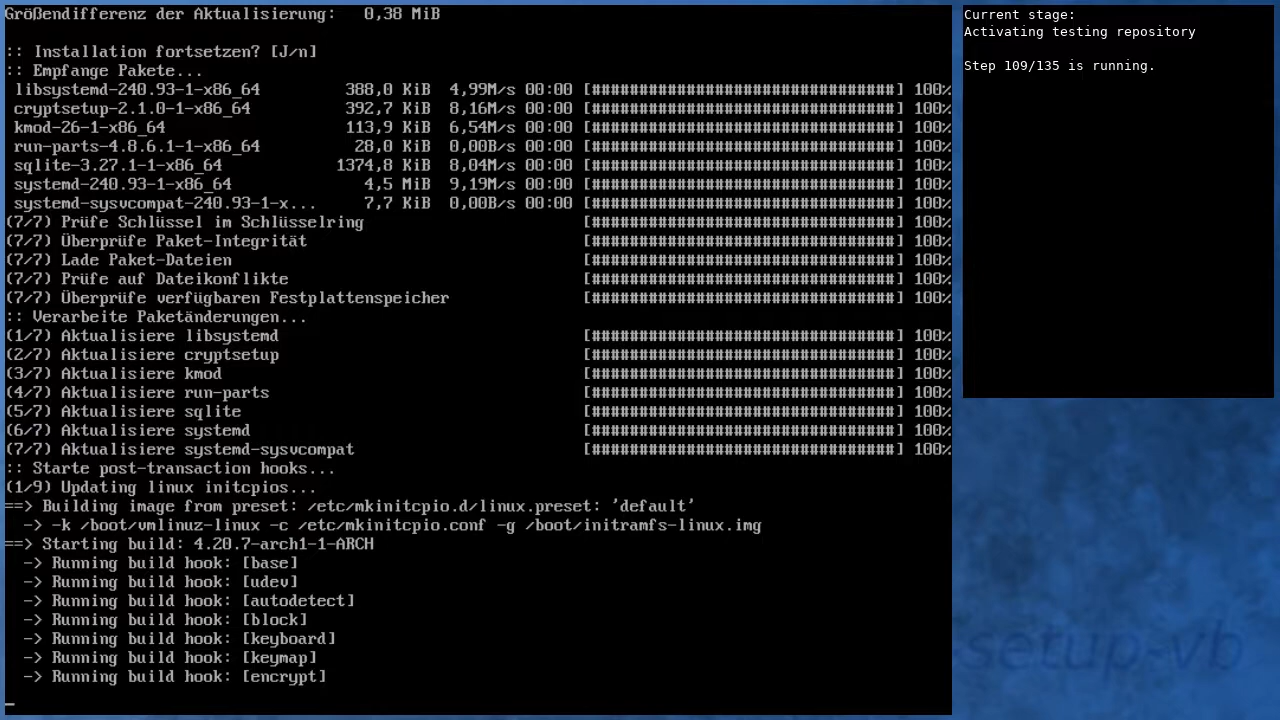 Größendifferenz der Aktualisierung:   0,38 MiB
:: Installation fortsetzen? [J/n]
:: Empfange Pakete...
libsystemd-240.93-1-x86_64         388,0 KiB  4,99M/s 00:00 [################################] 100%
cryptsetup-2.1.0-1-x86_64          392,7 KiB  8,16M/s 00:00 [################################] 100%
kmod-26-1-x86_64                   113,9 KiB  6,54M/s 00:00 [################################] 100%
run-parts-4.8.6.1-1-x86_64          28,0 KiB  0,00B/s 00:00 [################################] 100%
sqlite-3.27.1-1-x86_64            1374,8 KiB  8,04M/s 00:00 [################################] 100%
systemd-240.93-1-x86_64              4,5 MiB  9,19M/s 00:00 [################################] 100%
systemd-sysvcompat-240.93-1-x...     7,7 KiB  0,00B/s 00:00 [################################] 100%
(7/7) Prüfe Schlüssel im Schlüsselring                       [################################] 100%
(7/7) Überprüfe Paket-Integrität                             [################################] 100%
(7/7) Lade Paket-Dateien                                     [################################] 100%
(7/7) Prüfe auf Dateikonflikte                               [################################] 100%
(7/7) Überprüfe verfügbaren Festplattenspeicher              [################################] 100%
:: Verarbeite Paketänderungen...
(1/7) Aktualisiere libsystemd                                [################################] 100%
(2/7) Aktualisiere cryptsetup                                [################################] 100%
(3/7) Aktualisiere kmod                                      [################################] 100%
(4/7) Aktualisiere run-parts                                 [################################] 100%
(5/7) Aktualisiere sqlite                                    [################################] 100%
(6/7) Aktualisiere systemd                                   [################################] 100%
(7/7) Aktualisiere systemd-sysvcompat                        [################################] 100%
:: Starte post-transaction hooks...
(1/9) Updating linux initcpios...
==> Building image from preset: /etc/mkinitcpio.d/linux.preset: 'default'
  -> -k /boot/vmlinuz-linux -c /etc/mkinitcpio.conf -g /boot/initramfs-linux.img
==> Starting build: 4.20.7-arch1-1-ARCH
  -> Running build hook: [base]
  -> Running build hook: [udev]
  -> Running build hook: [autodetect]
  -> Running build hook: [block]
  -> Running build hook: [keyboard]
  -> Running build hook: [keymap]
  -> Running build hook: [encrypt]
_
Current stage:
Activating testing repository
Step 109/135 is running.
setup-vb